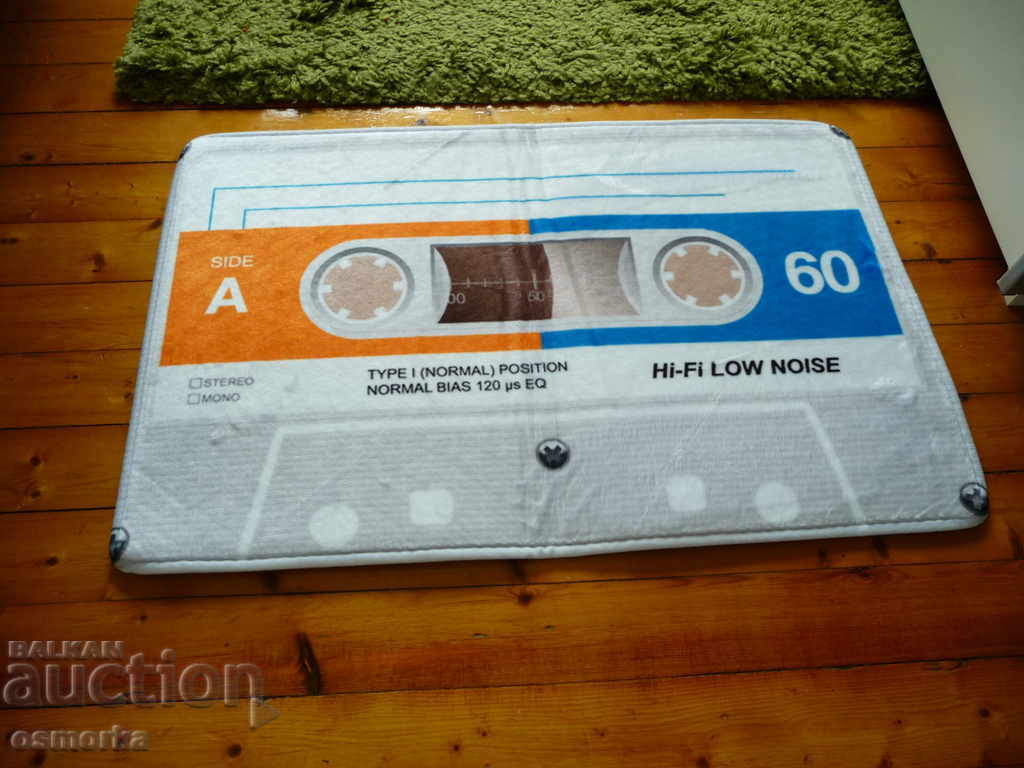 SIDE
A
60
00 50
STEREO
MONO
TYPE I (NORMAL) POSITION
NORMAL BIAS 120 µs EQ
Hi-Fi LOW NOISE
BALKAN
auction
osmorka